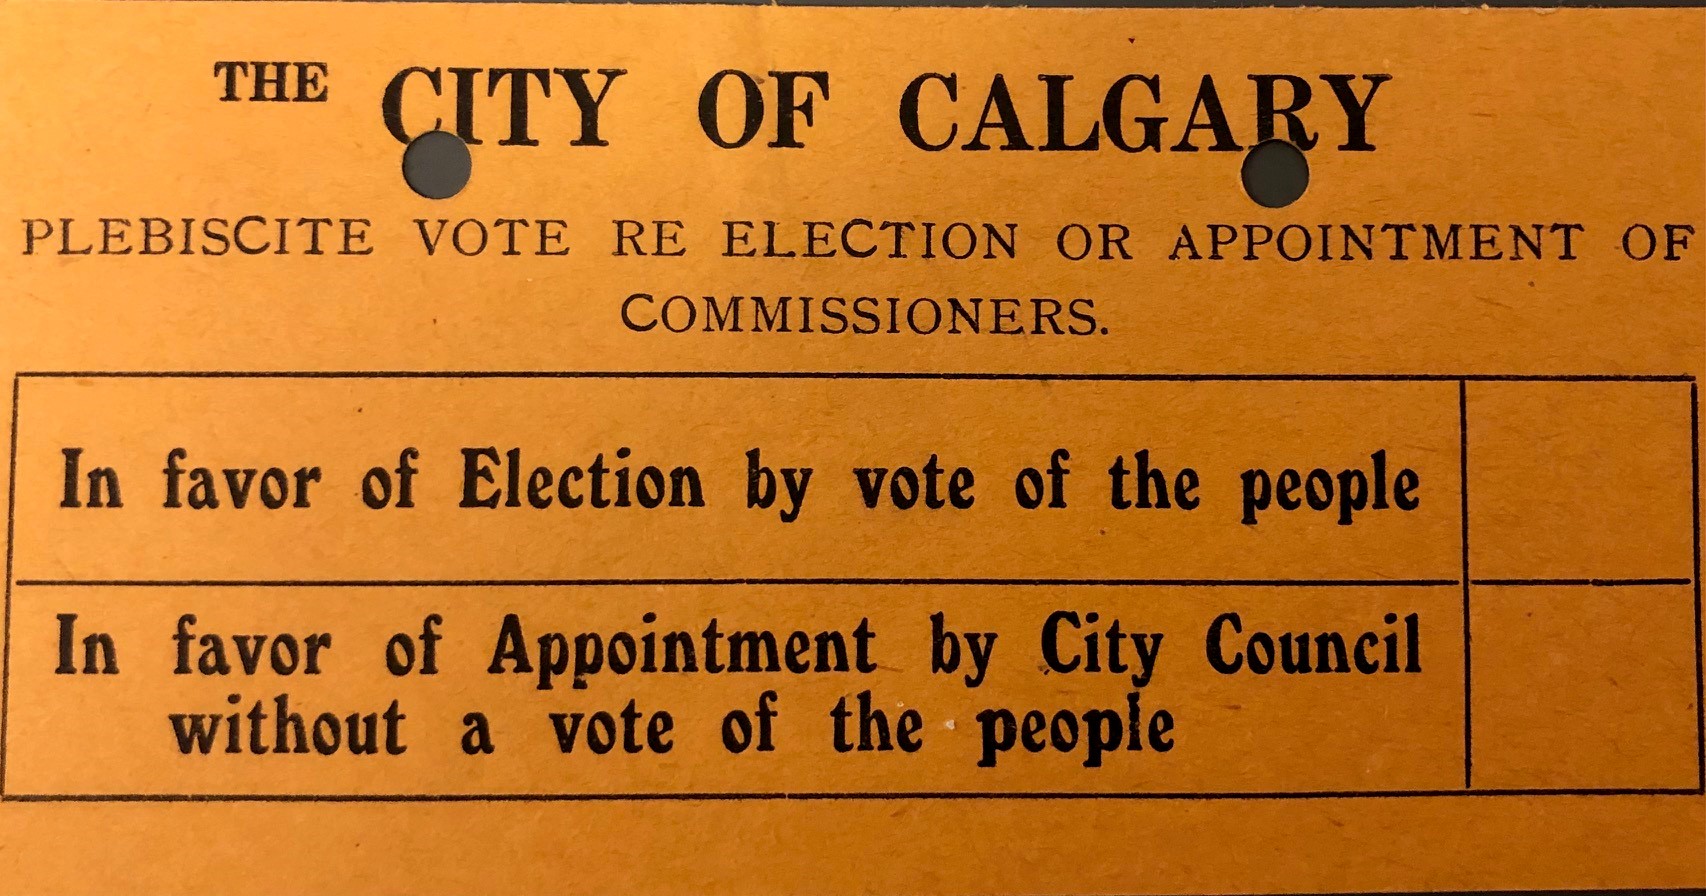 THE CITY OF CALGARY
PLEBISCITE VOTE RE ELECTION OR APPOINTMENT OF
COMMISSIONERS.
In favor of Election by vote of the people
In favor of Appointment by City Council
without a vote of the people